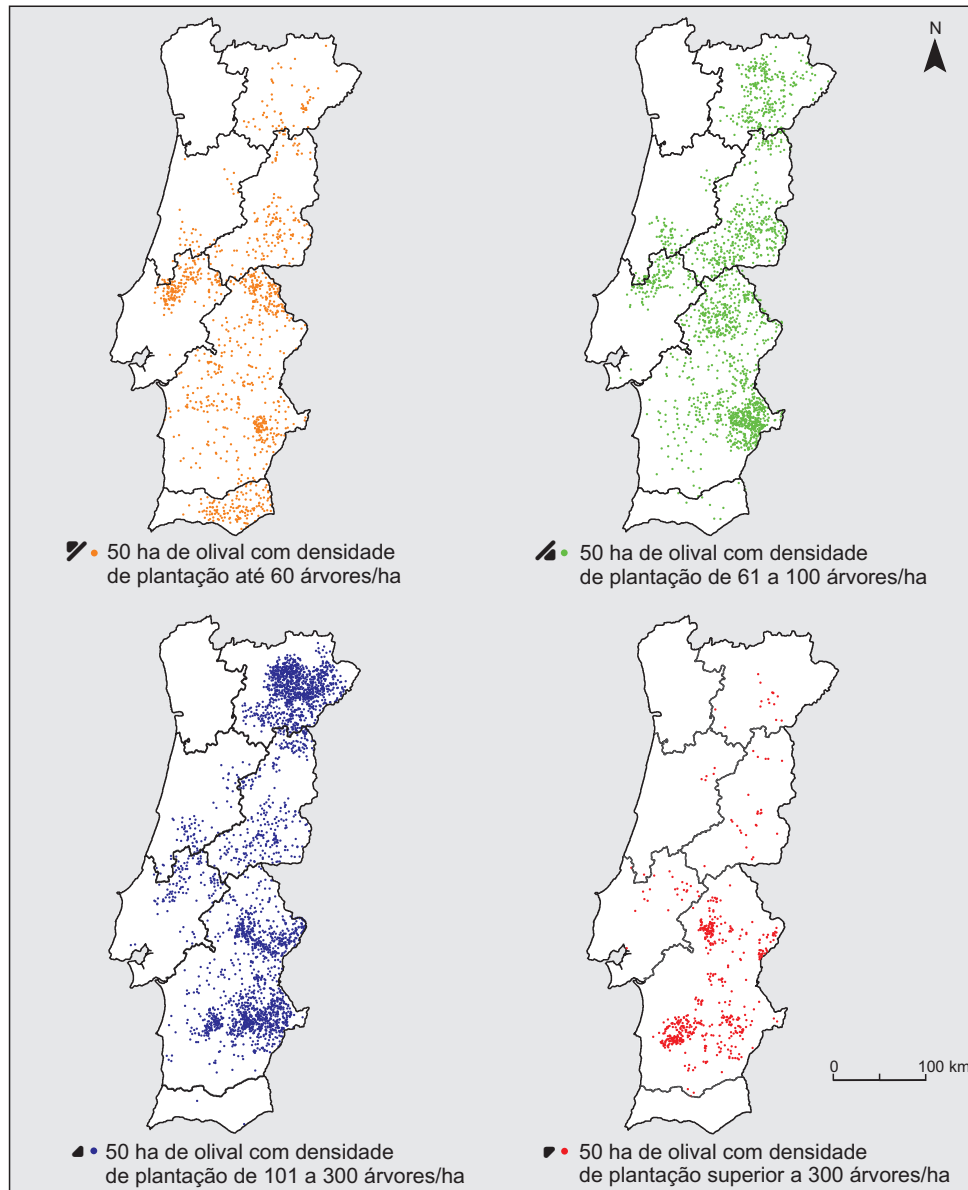 N
50 ha de olival com densidade
de plantação até 60 árvores/ha
50 ha de olival com densidade
de plantação de 61 a 100 árvores/ha
0 100 km
50 ha de olival com densidade
de plantação de 101 a 300 árvores/ha
50 ha de olival com densidade
de plantação superior a 300 árvores/ha